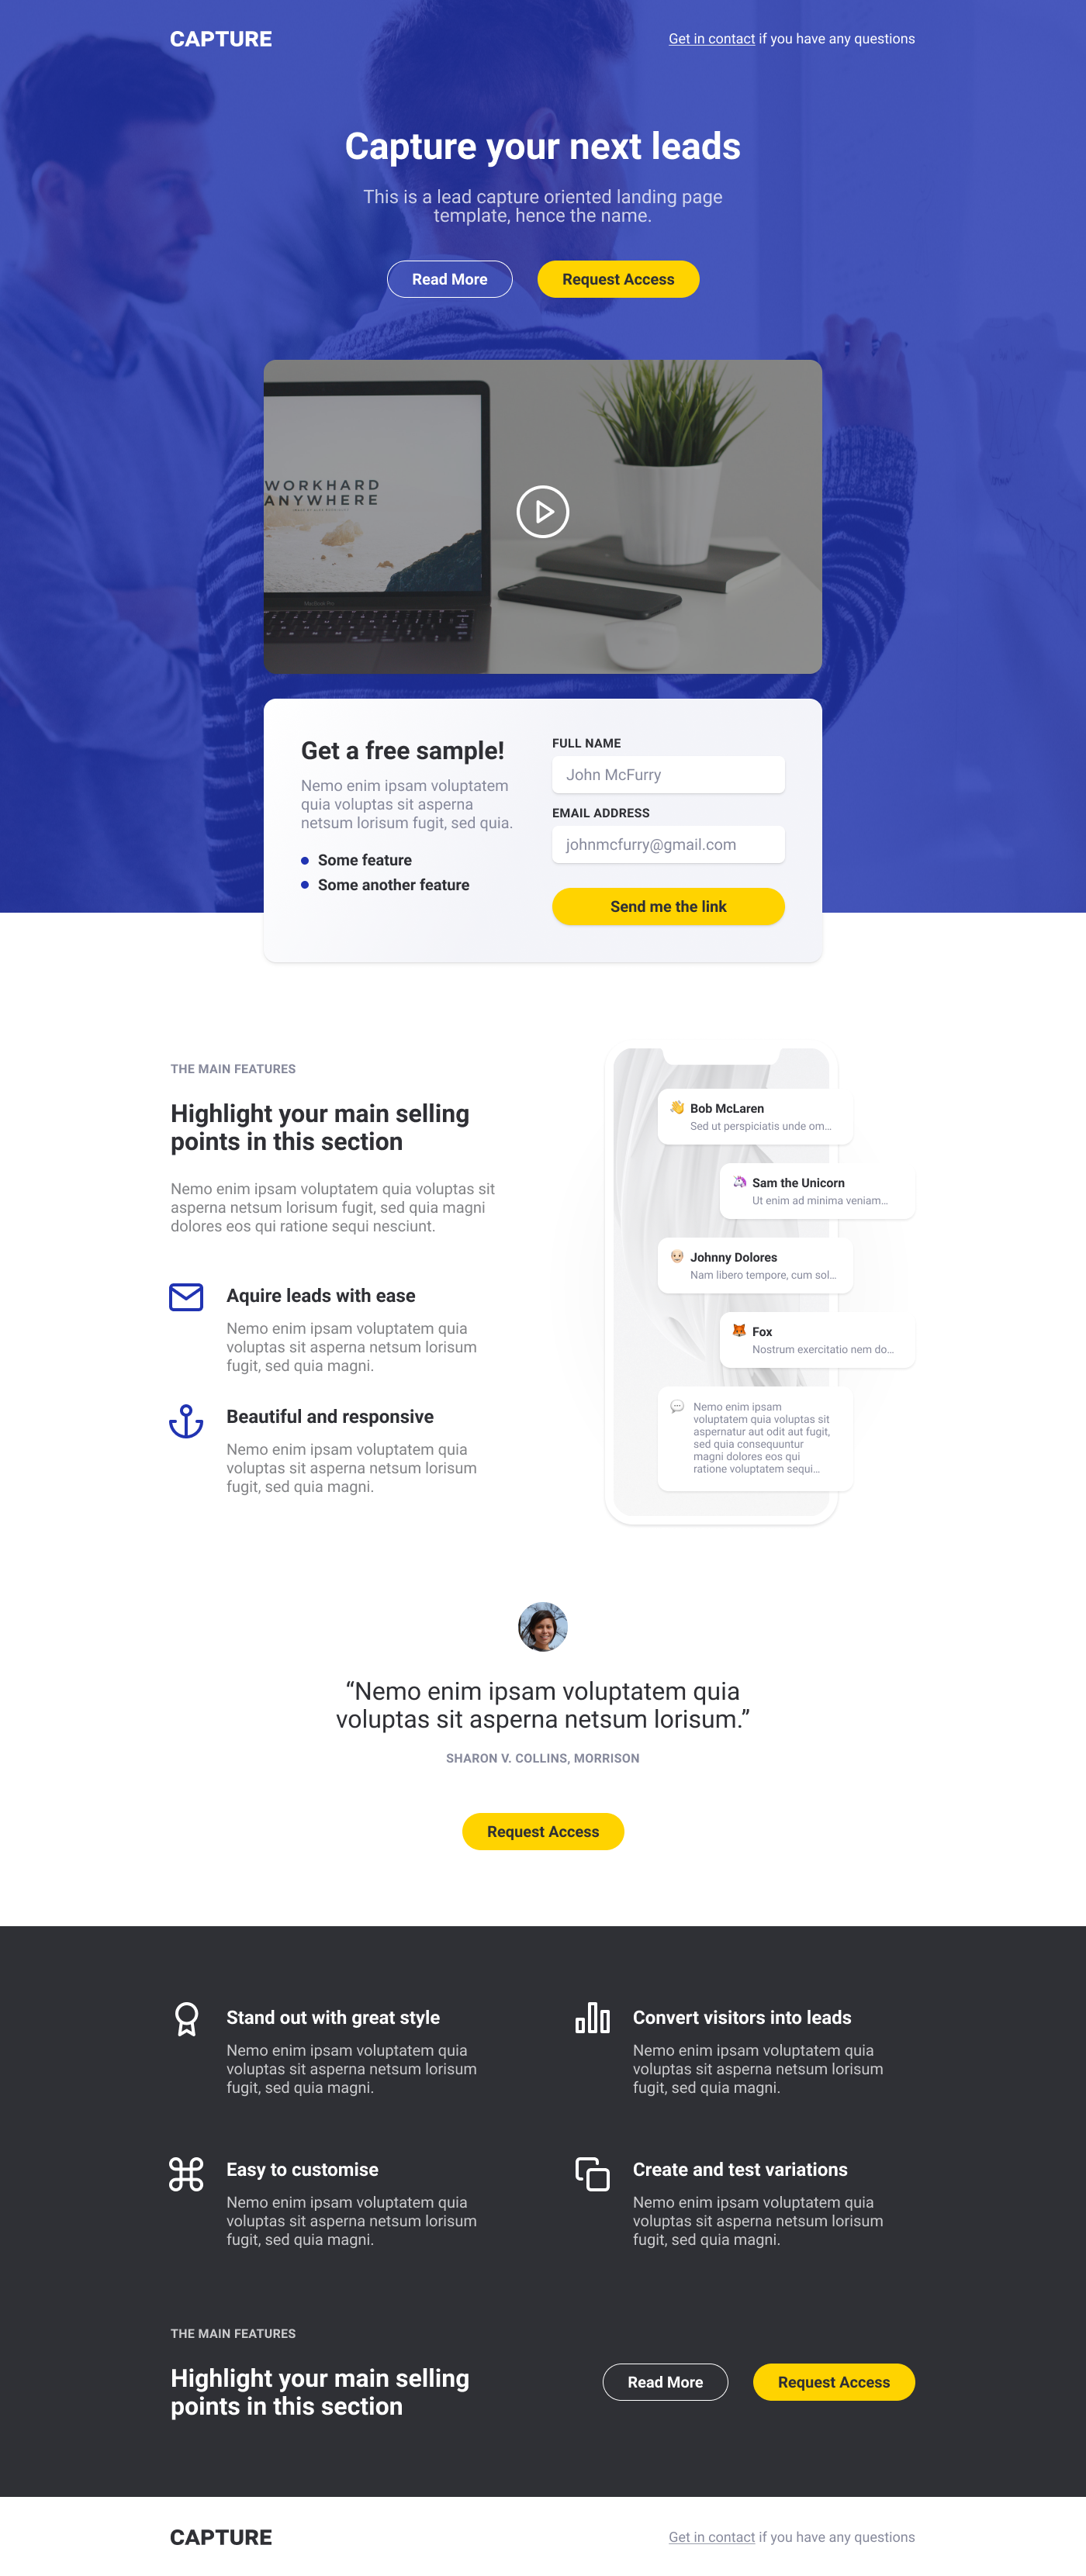 CAPTURE
Get in contact if you have any questions
Capture your next leads
This is a lead capture oriented landing page
template, hence the name.
Read More
Request Access
WORKHARD
ANYWHERE
MacBook Pro
Get a free sample!
Nemo enim ipsam voluptatem
quia voluptas sit asperna
netsum lorisum fugit, sed quia.
Some feature
Some another feature
FULL NAME
John McFurry
EMAIL ADDRESS
johnmcfurry@gmail.com
Send me the link
THE MAIN FEATURES
Highlight your main selling
points in this section
Nemo enim ipsam voluptatem quia voluptas sit
asperna netsum lorisum fugit, sed quia magni
dolores eos qui ratione sequi nesciunt.
Aquire leads with ease
Nemo enim ipsam voluptatem quia
voluptas sit asperna netsum lorisum
fugit, sed quia magni.
Beautiful and responsive
Nemo enim ipsam voluptatem quia
voluptas sit asperna netsum lorisum
fugit, sed quia magni.
Bob McLaren
Sed ut perspiciatis unde om...
Sam the Unicorn
Ut enim ad minima veniam...
Johnny Dolores
Nam libero tempore, cum sol...
Fox
Nostrum exercitatio nem do...
Nemo enim ipsam
voluptatem quia voluptas sit
aspernatur aut odit aut fugit,
sed quia consequuntur
magni dolores eos qui
ratione voluptatem sequi...
“Nemo enim ipsam voluptatem quia
voluptas sit asperna netsum lorisum.”
SHARON V. COLLINS, MORRISON
Request Access
Stand out with great style
Nemo enim ipsam voluptatem quia
voluptas sit asperna netsum lorisum
fugit, sed quia magni.
Convert visitors into leads
Nemo enim ipsam voluptatem quia
voluptas sit asperna netsum lorisum
fugit, sed quia magni.
Easy to customise
Nemo enim ipsam voluptatem quia
voluptas sit asperna netsum lorisum
fugit, sed quia magni.
Create and test variations
Nemo enim ipsam voluptatem quia
voluptas sit asperna netsum lorisum
fugit, sed quia magni.
THE MAIN FEATURES
Highlight your main selling
points in this section
Read More
Request Access
CAPTURE
Get in contact if you have any questions